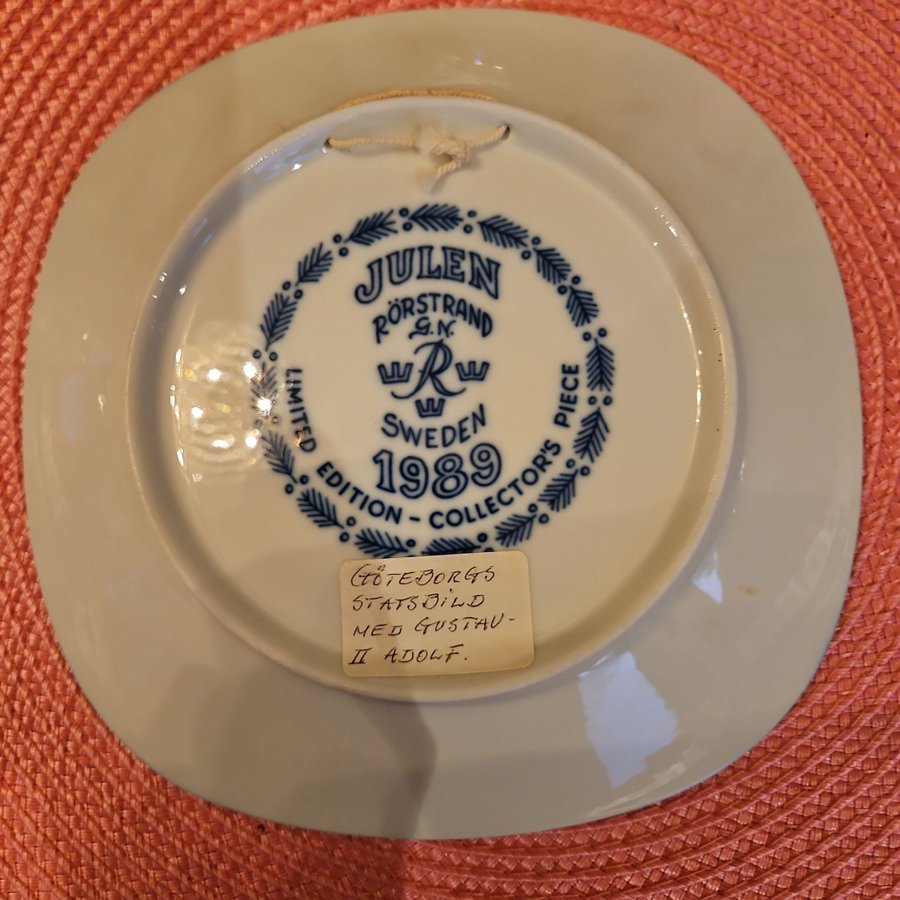 JULEN
RÖRSTRAND
G.N.
R
SWEDEN
1989
LIMITED EDITION - COLLECTOR'S PIECE
GÖTEBORGS
STATSBILD
MED GUSTAV-
II ADOLF.